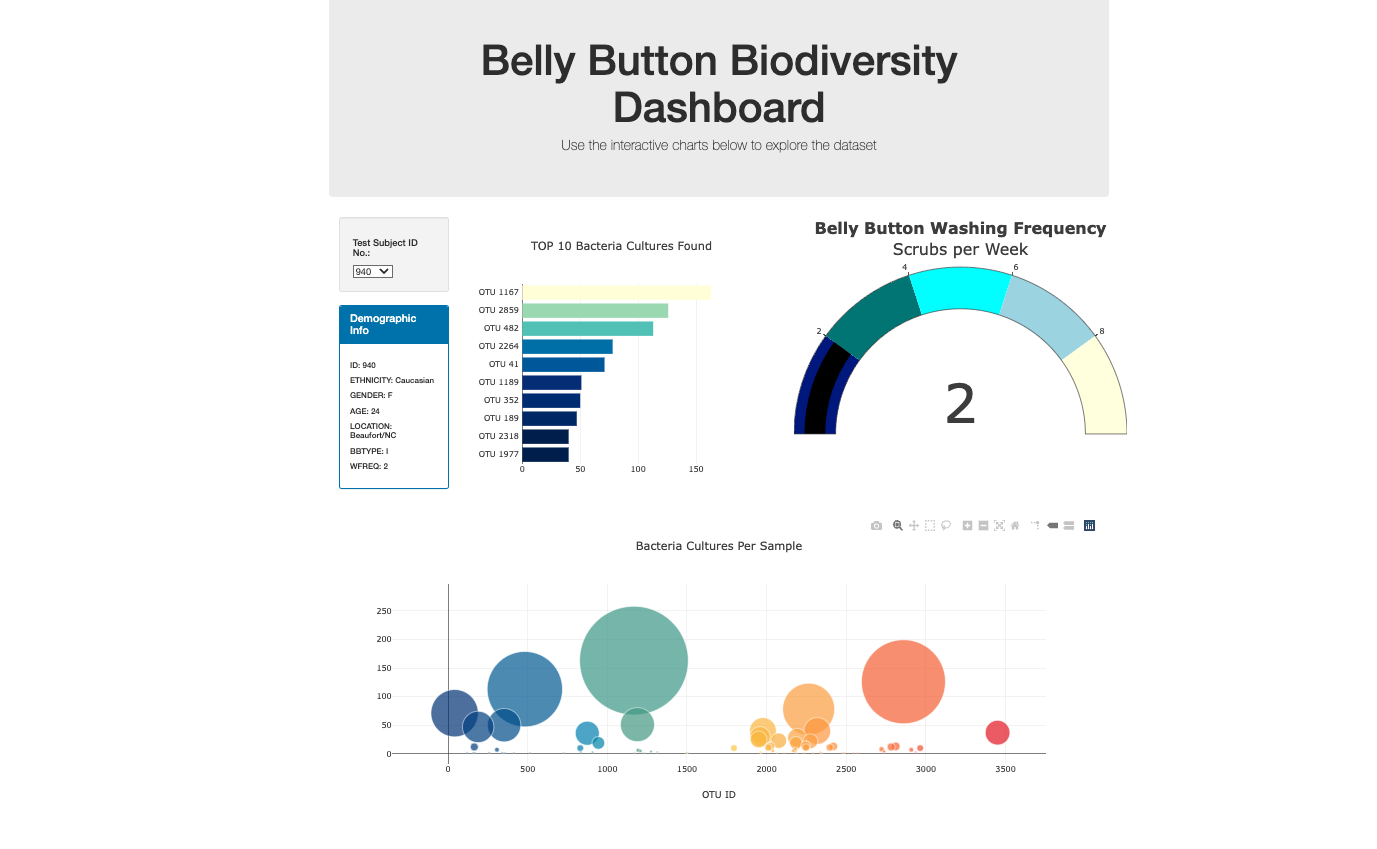 Belly Button Biodiversity
Dashboard
Use the interactive charts below to explore the dataset
Test Subject ID
No.:
940
Demographic
Info
ID: 940
ETHNICITY: Caucasian
GENDER: F
AGE: 24
LOCATION:
Beaufort/NC
BBTYPE: I
WFREQ: 2
TOP 10 Bacteria Cultures Found
OTU 1167
OTU 2859
OTU 482
OTU 2264
OTU 41
OTU 1189
OTU 352
OTU 189
OTU 2318
OTU 1977
0 50 100 150
Belly Button Washing Frequency
Scrubs per Week
4 6
2 8
2
Bacteria Cultures Per Sample
250
200
150
100
50
0
0 500 1000 1500 2000 2500 3000 3500
OTU ID